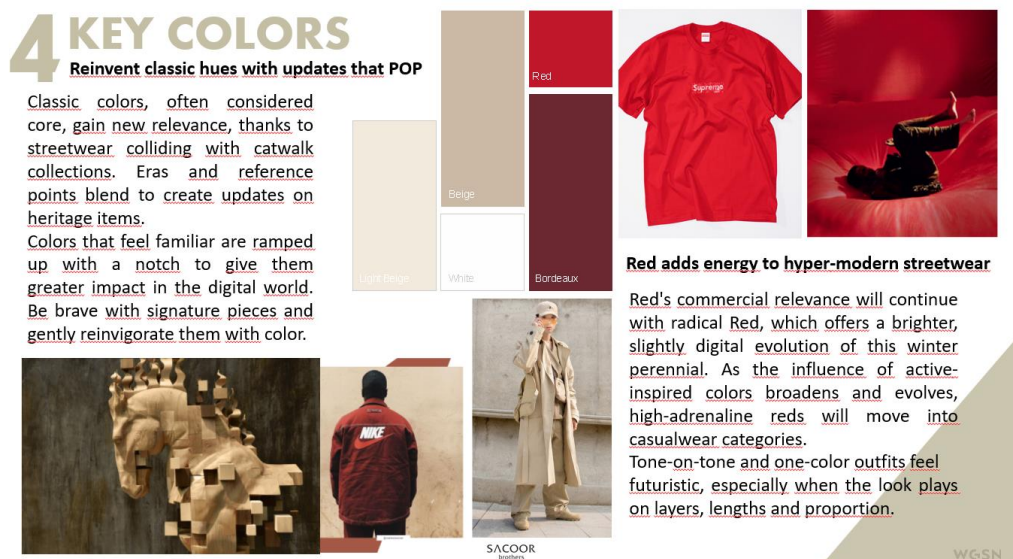 4 KEY COLORS
Reinvent classic hues with updates that POP
Classic colors, often considered
core, gain new relevance, thanks to
streetwear colliding with catwalk
collections. Eras and reference
points blend to create updates on
heritage items.
Colors that feel familiar are ramped
up with a notch to give them
greater impact in the digital world.
Be brave with signature pieces and
gently reinvigorate them with color.
Light Beige
Beige
White
Red
Bordeaux
Supreme
NIKE
Red adds energy to hyper-modern streetwear
Red's commercial relevance will continue
with radical Red, which offers a brighter,
slightly digital evolution of this winter
perennial. As the influence of active-
inspired colors broadens and evolves,
high-adrenaline reds will move into
casualwear categories.
Tone-on-tone and one-color outfits feel
futuristic, especially when the look plays
on layers, lengths and proportion.
SACOOR
brothers
WGSN